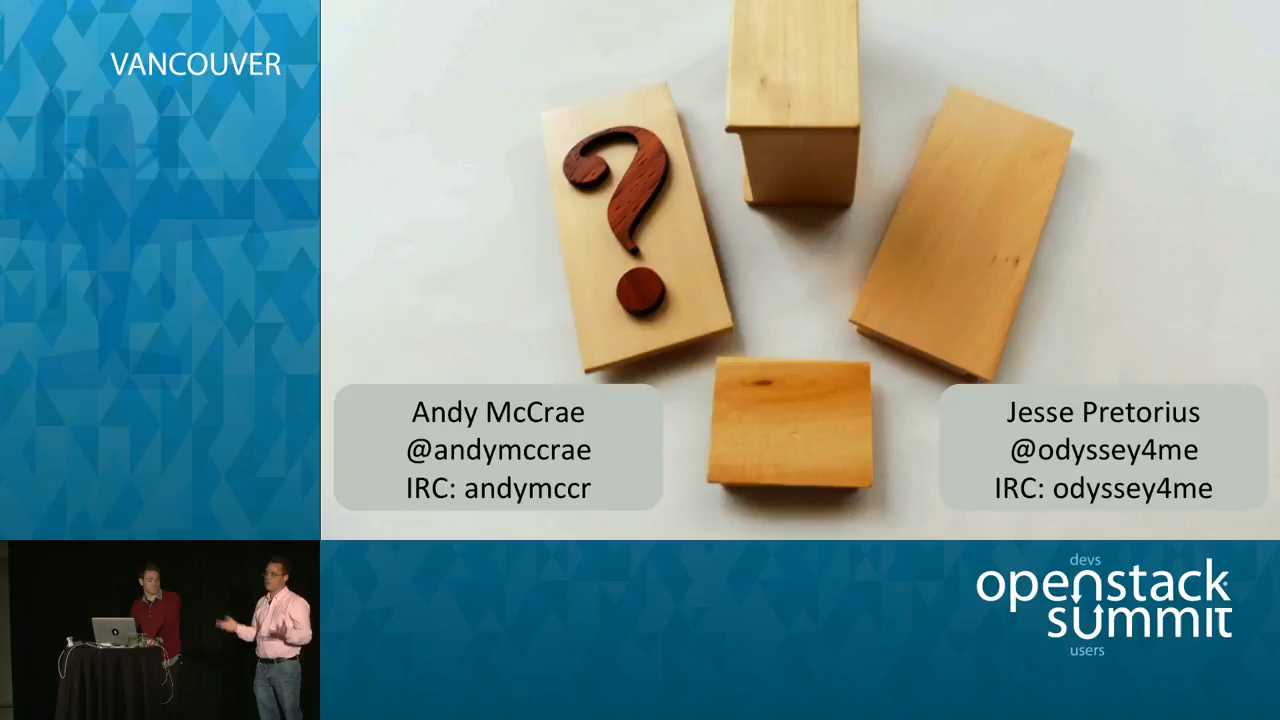 VANCOUVER
?
Andy McCrae
@andymccrae
IRC: andymccr
Jesse Pretorius
@odyssey4me
IRC: odyssey4me
devs
openstack
summit
users